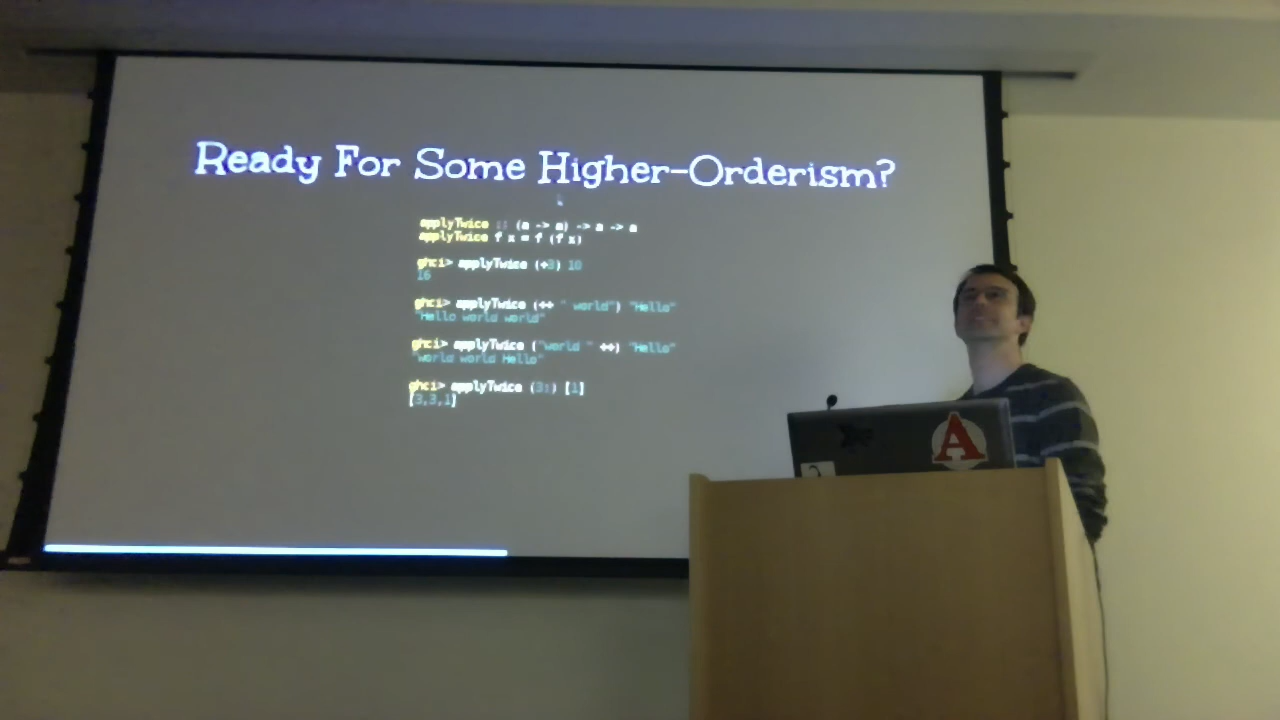 Ready For Some Higher-Orderism?
applyTwice :: (a -> a) -> a -> a
applyTwice f x = f (f x)
ghci> applyTwice (+3) 10
16
ghci> applyTwice (++ " world") "Hello"
"Hello world world"
ghci> applyTwice ("world " ++) "Hello"
"world world Hello"
ghci> applyTwice (3:) [1]
[3,3,1]
A